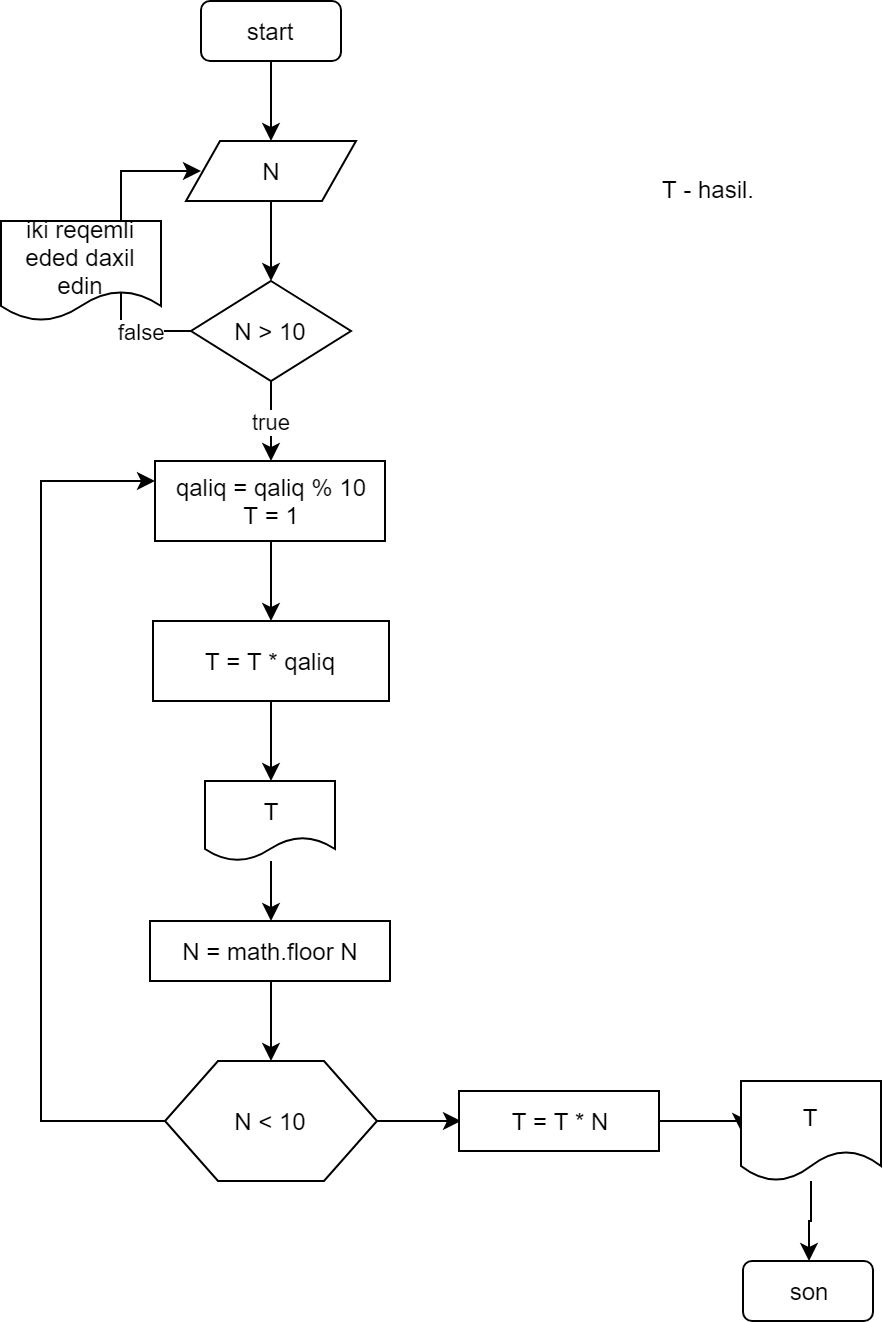 start
N
T - hasil.
iki reqemli
eded daxil
edin
false
N > 10
true
qaliq = qaliq % 10
T = 1
T = T * qaliq
T
N = math.floor N
N < 10
T = T * N
T
son